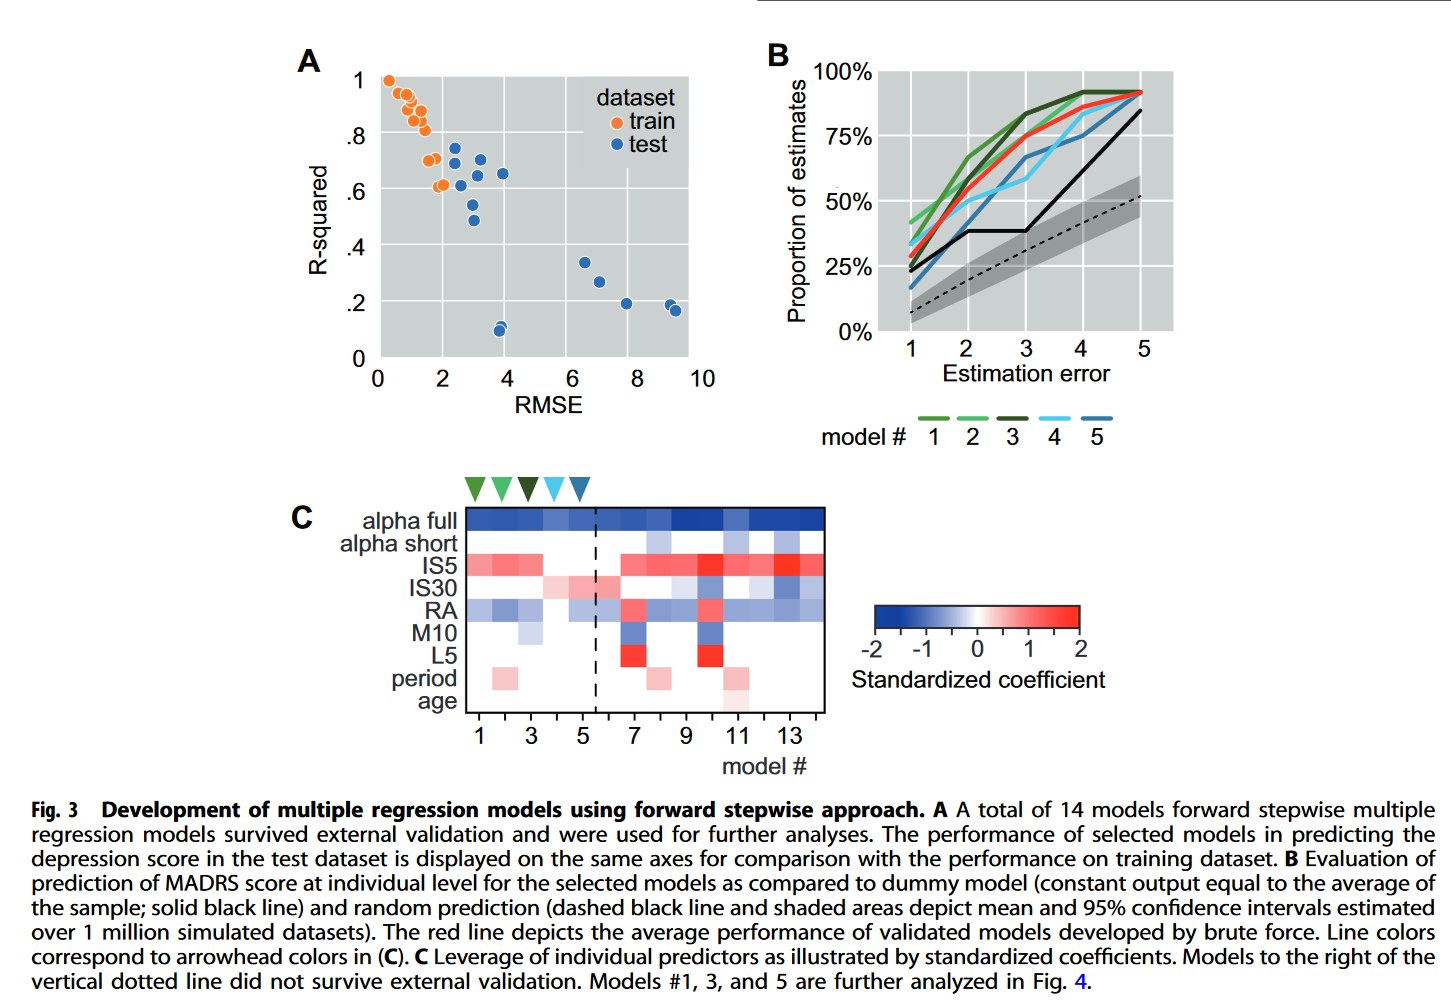 A
B
R-squared
1
.8
.6
.4
.2
0
0 2 4 6 8 10
RMSE
dataset
train
test
Proportion of estimates
100%
75%
50%
25%
0%
1 2 3 4 5
Estimation error
model # 1 2 3 4 5
C
alpha full
alpha short
IS5
IS30
RA
M10
L5
period
age
1 3 5 7 9 11 13
model #
-2 -1 0 1 2
Standardized coefficient
Fig. 3 Development of multiple regression models using forward stepwise approach. A A total of 14 models forward stepwise multiple
regression models survived external validation and were used for further analyses. The performance of selected models in predicting the
depression score in the test dataset is displayed on the same axes for comparison with the performance on training dataset. B Evaluation of
prediction of MADRS score at individual level for the selected models as compared to dummy model (constant output equal to the average of
the sample; solid black line) and random prediction (dashed black line and shaded areas depict mean and 95% confidence intervals estimated
over 1 million simulated datasets). The red line depicts the average performance of validated models developed by brute force. Line colors
correspond to arrowhead colors in (C). C Leverage of individual predictors as illustrated by standardized coefficients. Models to the right of the
vertical dotted line did not survive external validation. Models #1, 3, and 5 are further analyzed in Fig. 4.